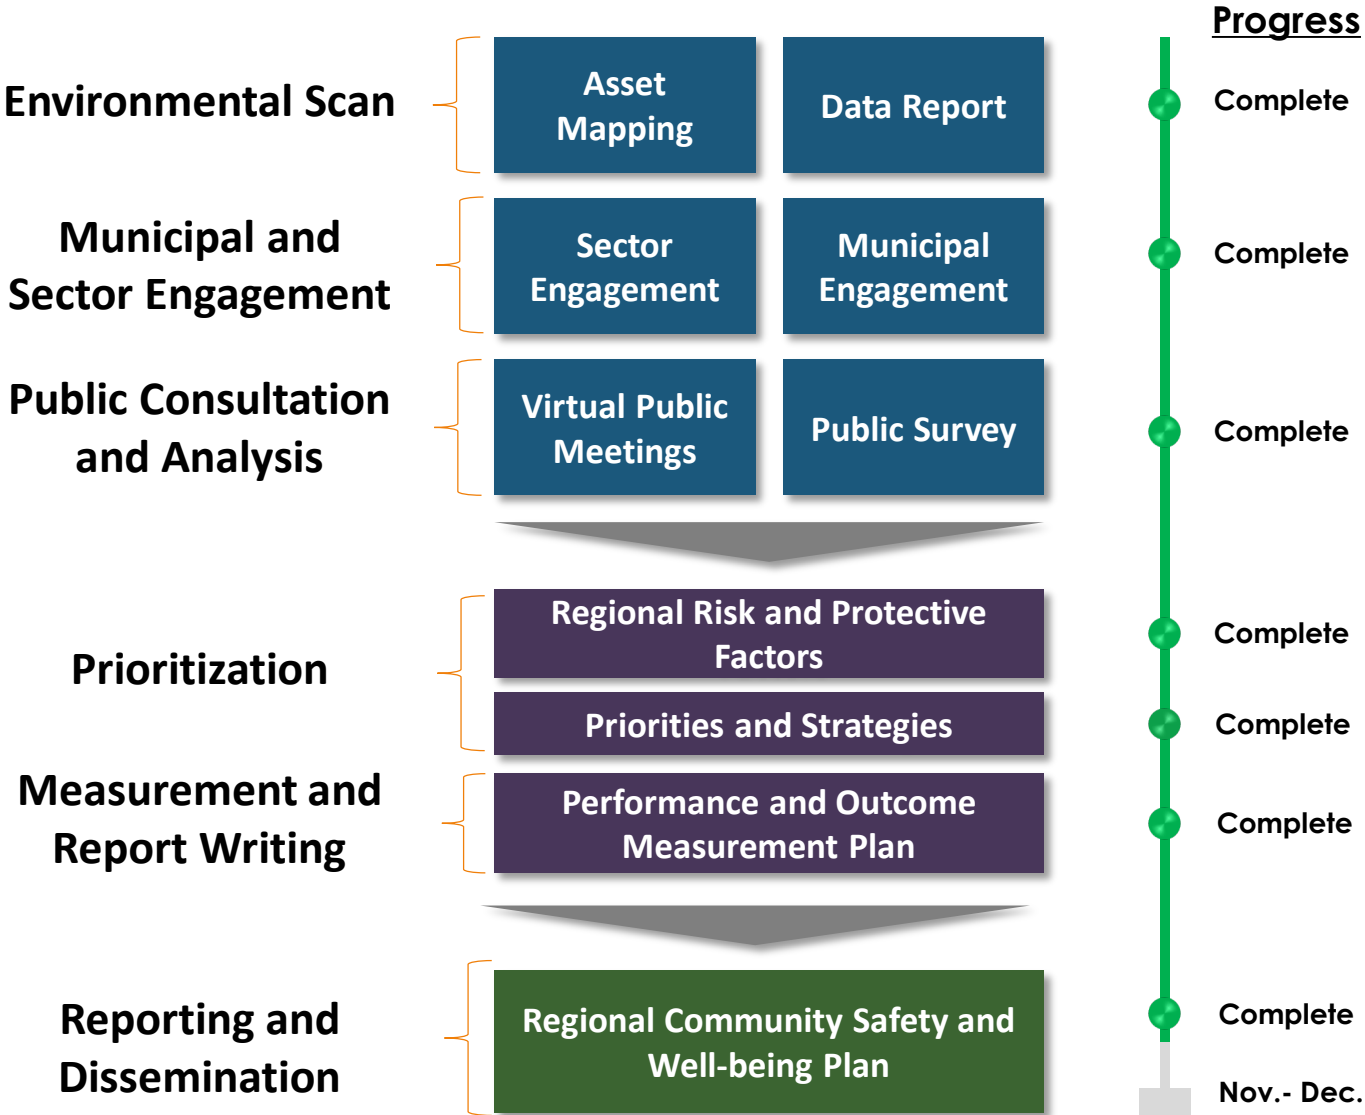 Progress
Environmental Scan
Asset
Mapping
Data Report
Complete
Municipal and
Sector Engagement
Sector
Engagement
Municipal
Engagement
Complete
Public Consultation
and Analysis
Virtual Public
Meetings
Public Survey
Complete
Prioritization
Regional Risk and Protective
Factors
Complete
Priorities and Strategies
Complete
Measurement and
Report Writing
Performance and Outcome
Measurement Plan
Complete
Reporting and
Dissemination
Regional Community Safety and
Well-being Plan
Complete
Nov.- Dec.